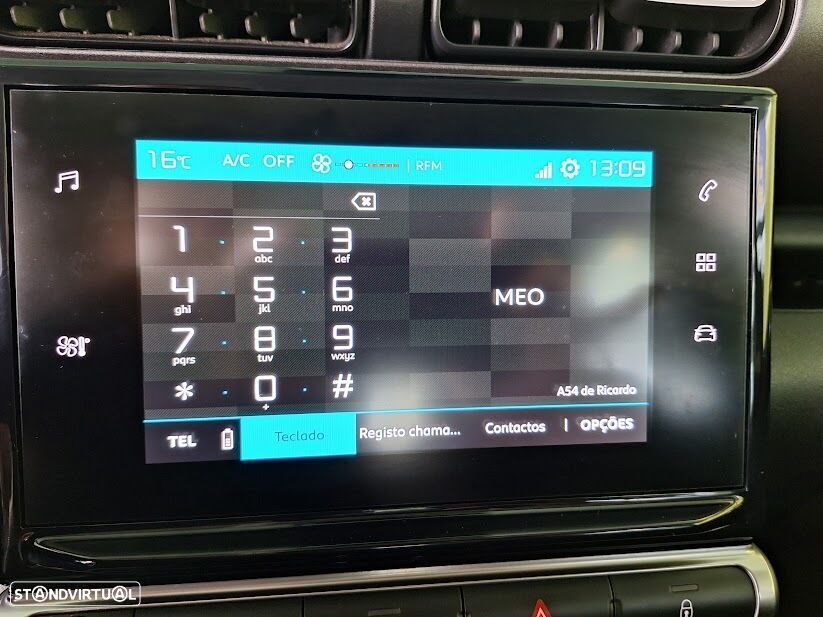 16°C A/C OFF | RFM 13:09
1 2 3
abc def
4 5 6
ghi jkl mno
7 8 9
pqrs tuv wxyz
* 0 #
+
MEO
A54 de Ricardo
TEL Teclado Registo chama... Contactos | OPÇÕES
STANDVIRTUAL